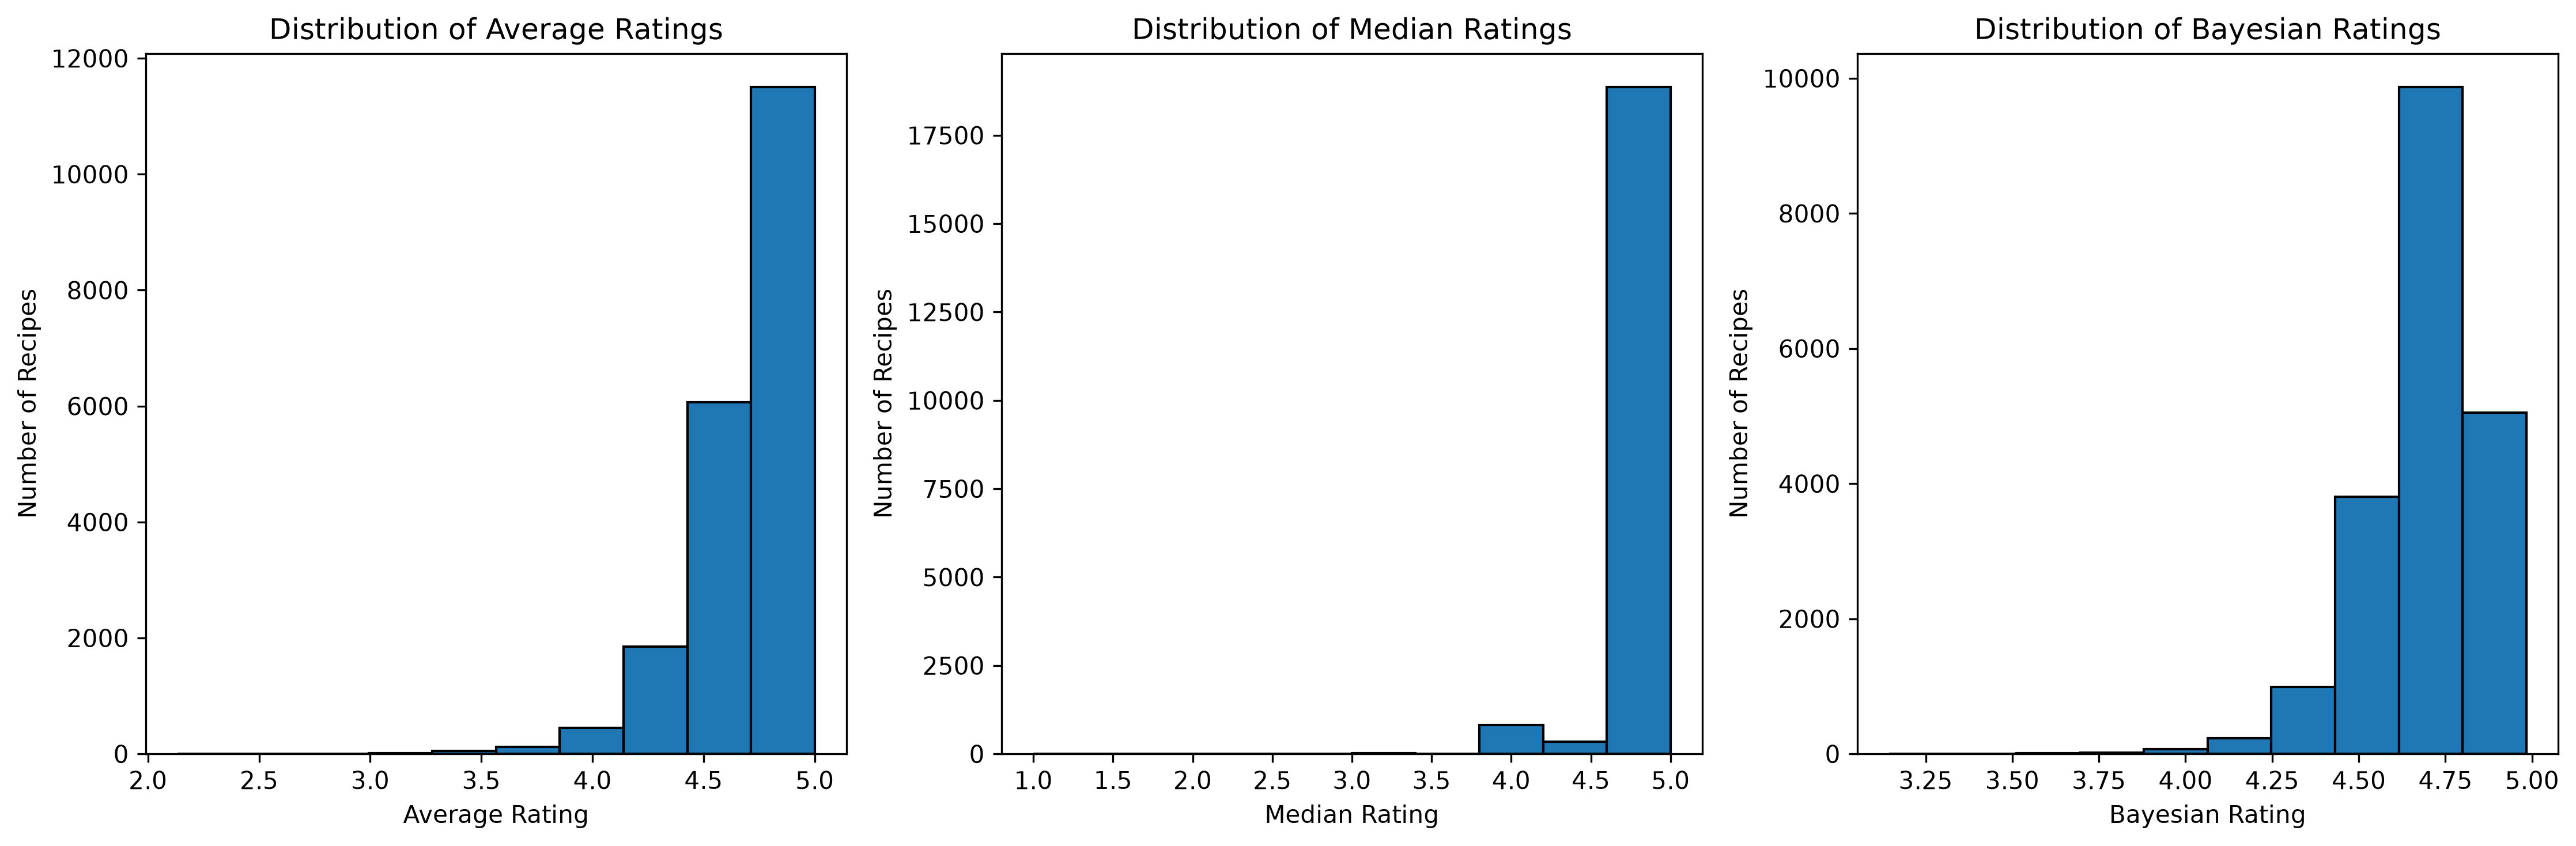 Distribution of Average Ratings
12000
10000
8000
6000
4000
2000
0
Number of Recipes
2.0 2.5 3.0 3.5 4.0 4.5 5.0
Average Rating
Distribution of Median Ratings
17500
15000
12500
10000
7500
5000
2500
0
Number of Recipes
1.0 1.5 2.0 2.5 3.0 3.5 4.0 4.5 5.0
Median Rating
Distribution of Bayesian Ratings
10000
8000
6000
4000
2000
0
Number of Recipes
3.25 3.50 3.75 4.00 4.25 4.50 4.75 5.00
Bayesian Rating